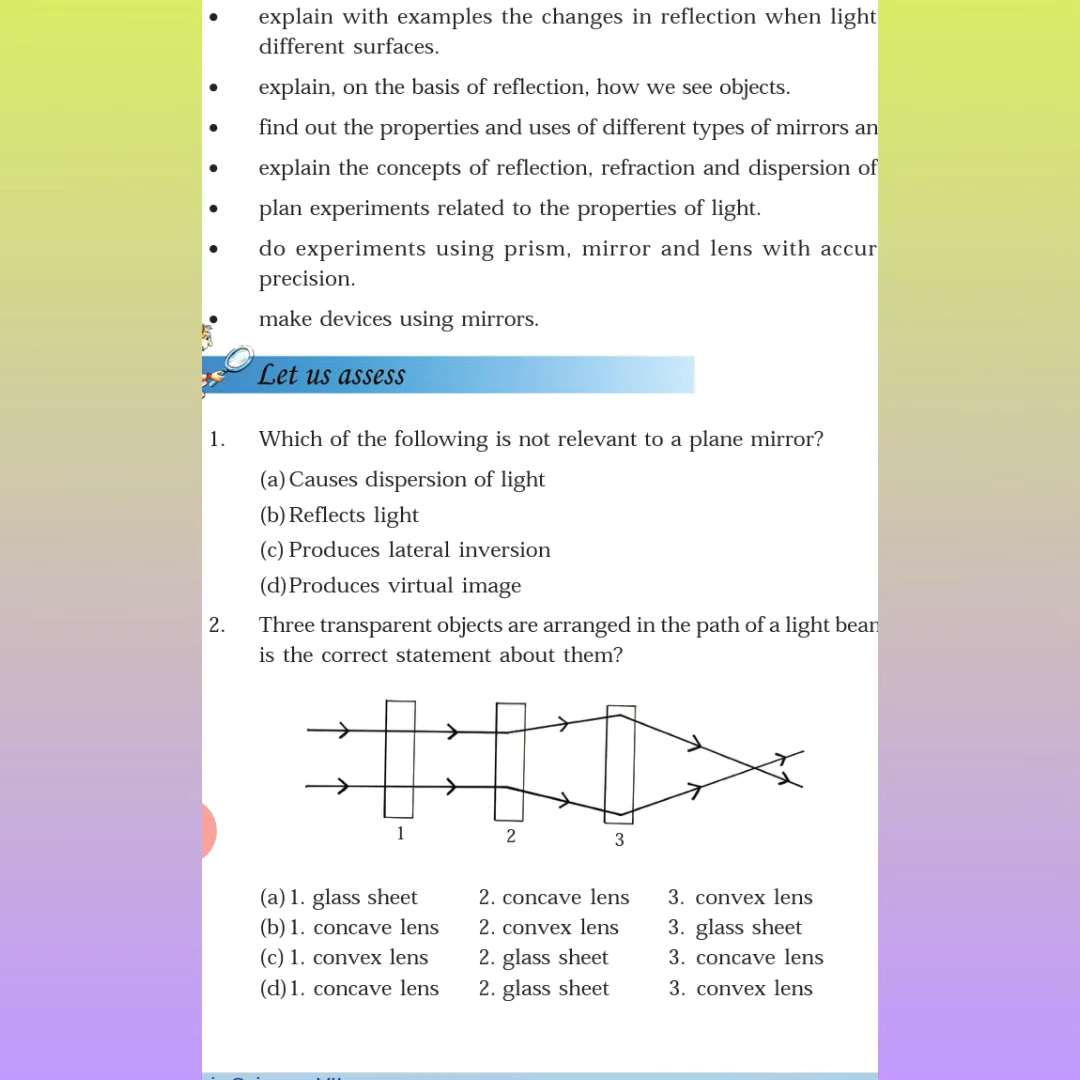 • explain with examples the changes in reflection when light
different surfaces.
• explain, on the basis of reflection, how we see objects.
• find out the properties and uses of different types of mirrors an
• explain the concepts of reflection, refraction and dispersion of
• plan experiments related to the properties of light.
• do experiments using prism, mirror and lens with accur
precision.
• make devices using mirrors.
Let us assess
1. Which of the following is not relevant to a plane mirror?
(a) Causes dispersion of light
(b) Reflects light
(c) Produces lateral inversion
(d) Produces virtual image
2. Three transparent objects are arranged in the path of a light bear
is the correct statement about them?
1 2 3
(a) 1. glass sheet 2. concave lens 3. convex lens
(b) 1. concave lens 2. convex lens 3. glass sheet
(c) 1. convex lens 2. glass sheet 3. concave lens
(d) 1. concave lens 2. glass sheet 3. convex lens